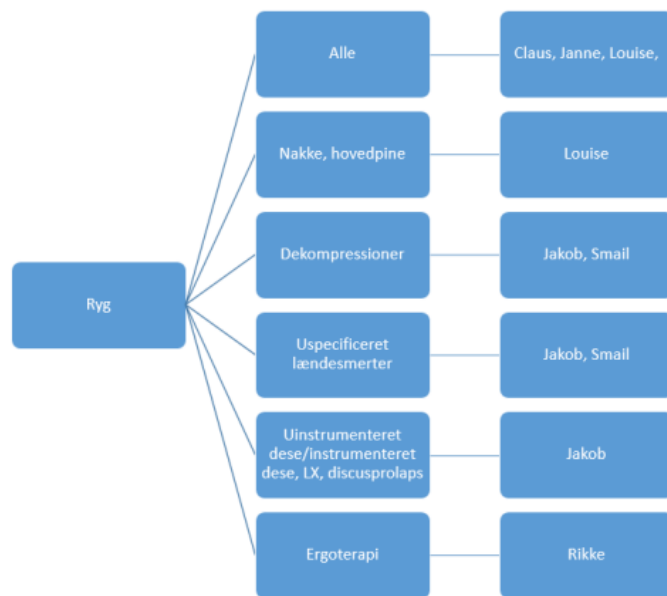 Ryg
Alle
Claus, Janne, Louise,
Nakke, hovedpine
Louise
Dekompressioner
Jakob, Smail
Uspecificeret
lændesmerter
Jakob, Smail
Uinstrumenteret
dese/instrumenteret
dese, LX, discusprolaps
Jakob
Ergoterapi
Rikke